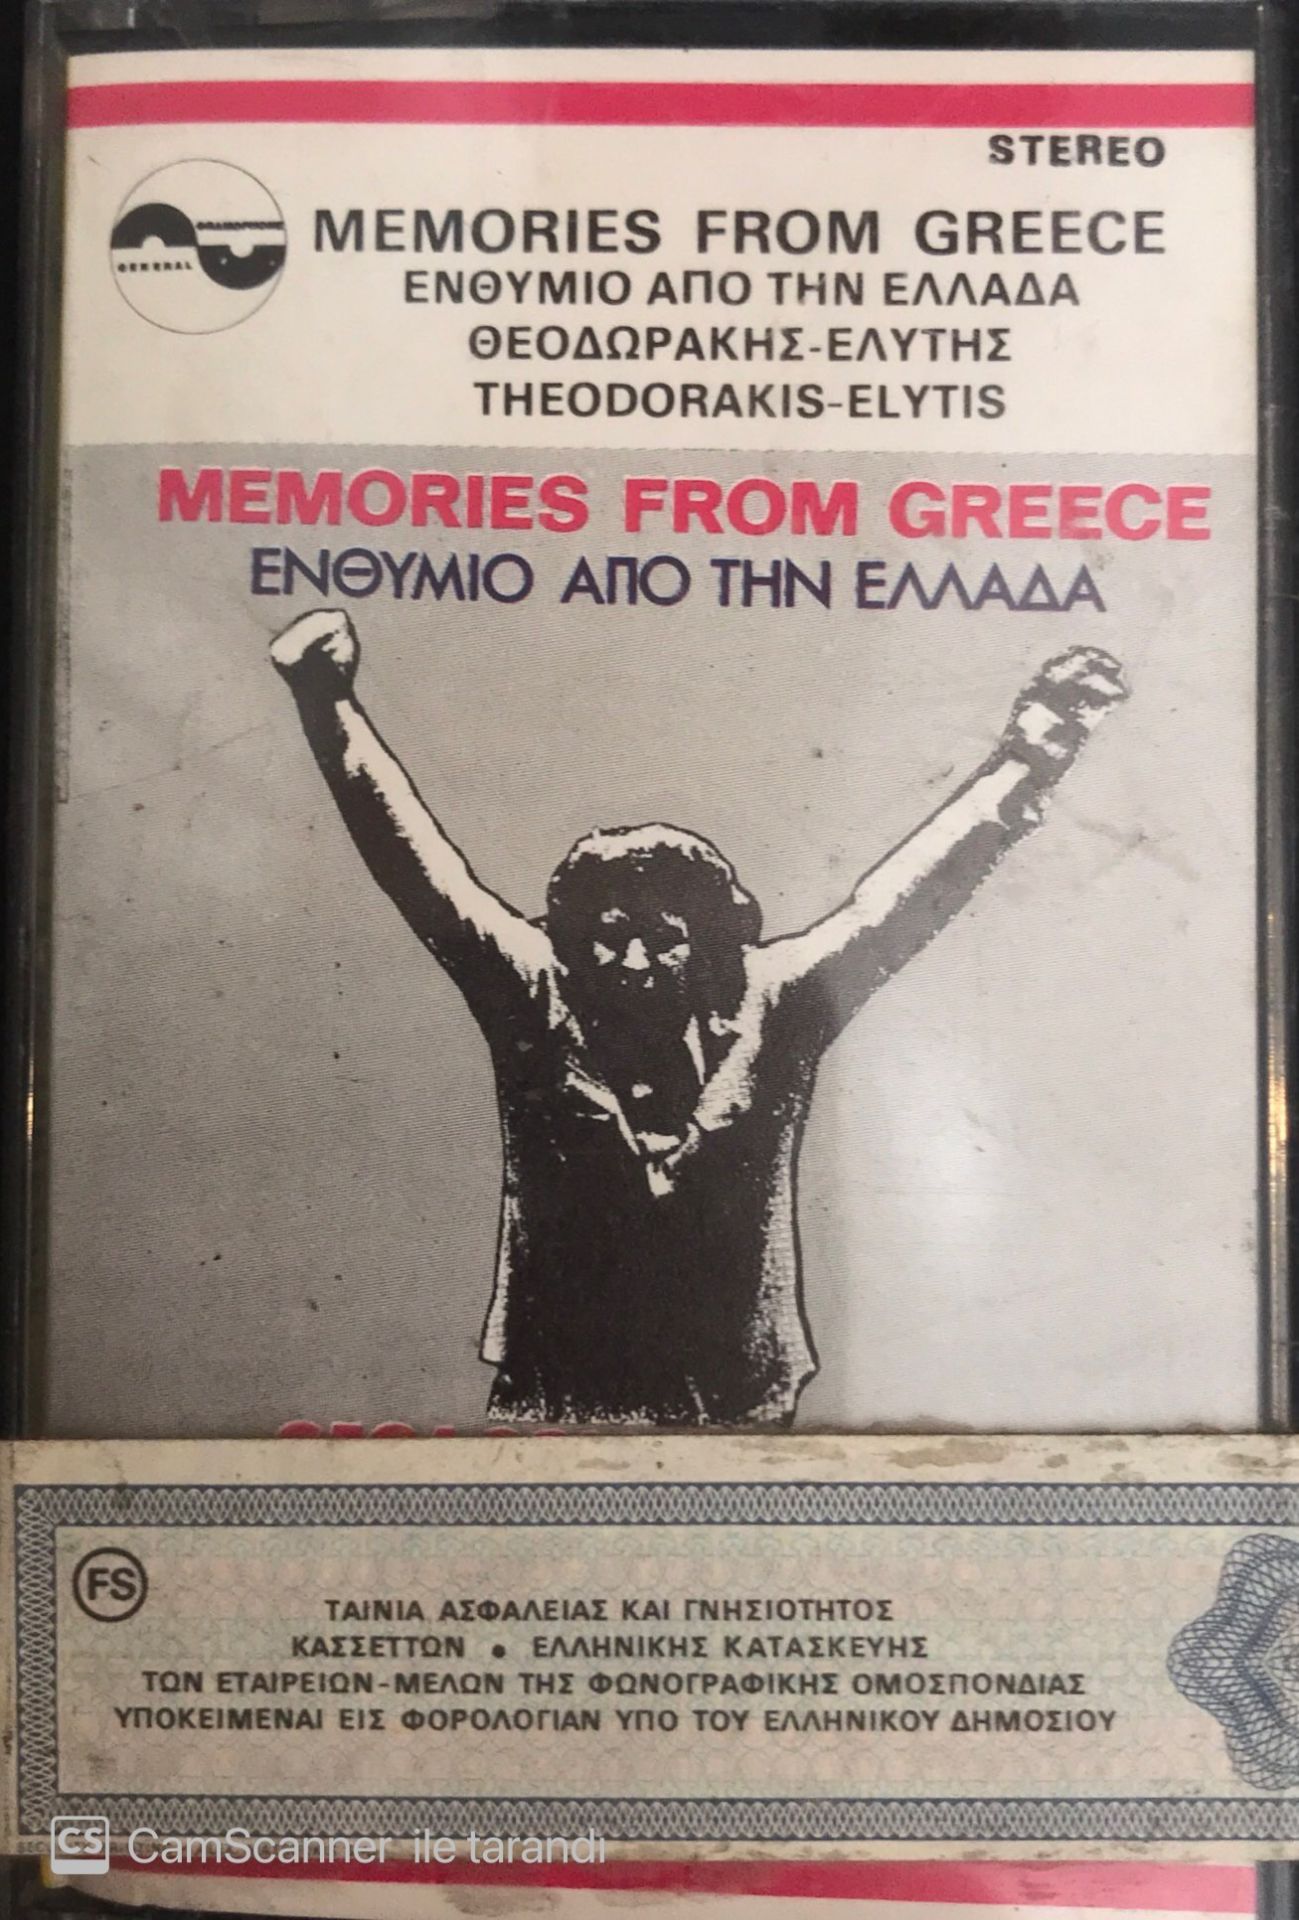 STEREO
GRAMOPHONE
GENERAL
MEMORIES FROM GREECE
ΕΝΘΥΜΙΟ ΑΠΟ ΤΗΝ ΕΛΛΑΔΑ
ΘΕΟΔΩΡΑΚΗΣ-ΕΛΥΤΗΣ
THEODORAKIS-ELYTIS
MEMORIES FROM GREECE
ΕΝΘΥΜΙΟ ΑΠΟ ΤΗΝ ΕΛΛΑΔΑ
FS
ΤΑΙΝΙΑ ΑΣΦΑΛΕΙΑΣ ΚΑΙ ΓΝΗΣΙΟΤΗΤΟΣ
ΚΑΣΣΕΤΤΩΝ • ΕΛΛΗΝΙΚΗΣ ΚΑΤΑΣΚΕΥΗΣ
ΤΩΝ ΕΤΑΙΡΕΙΩΝ-ΜΕΛΩΝ ΤΗΣ ΦΩΝΟΓΡΑΦΙΚΗΣ ΟΜΟΣΠΟΝΔΙΑΣ
ΥΠΟΚΕΙΜΕΝΑΙ ΕΙΣ ΦΟΡΟΛΟΓΙΑΝ ΥΠΟ ΤΟΥ ΕΛΛΗΝΙΚΟΥ ΔΗΜΟΣΙΟΥ
CS CamScanner ile tarandı